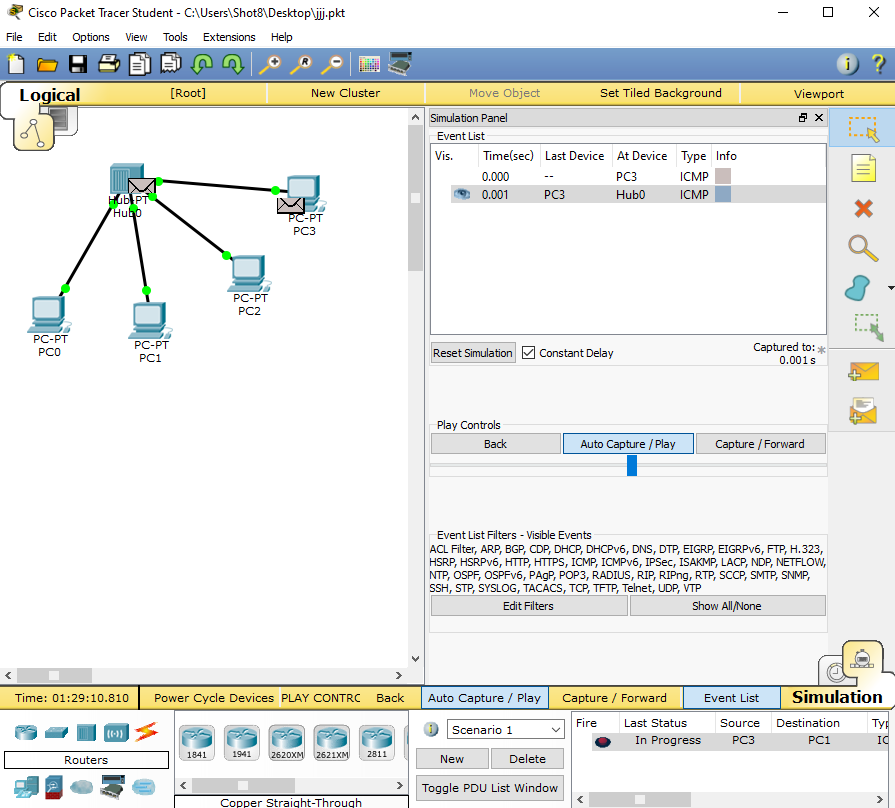 Cisco Packet Tracer Student - C:\Users\Shot8\Desktop\jjj.pkt
File Edit Options View Tools Extensions Help
Logical [Root] New Cluster Move Object Set Tiled Background Viewport
Simulation Panel
Event List
Vis. Time(sec) Last Device At Device Type Info
0.000 -- PC3 ICMP
0.001 PC3 Hub0 ICMP
Hub-PT
Hub0
PC-PT
PC3
PC-PT
PC2
PC-PT
PC0
PC-PT
PC1
Reset Simulation Constant Delay Captured to: *
0.001 s
Play Controls
Back Auto Capture / Play Capture / Forward
Event List Filters - Visible Events
ACL Filter, ARP, BGP, CDP, DHCP, DHCPv6, DNS, DTP, EIGRP, EIGRPv6, FTP, H.323,
HSRP, HSRPv6, HTTP, HTTPS, ICMP, ICMPv6, IPSec, ISAKMP, LACP, NDP, NETFLOW,
NTP, OSPF, OSPFv6, PAgP, POP3, RADIUS, RIP, RIPng, RTP, SCCP, SMTP, SNMP,
SSH, STP, SYSLOG, TACACS, TCP, TFTP, Telnet, UDP, VTP
Edit Filters Show All/None
Time: 01:29:10.810 Power Cycle Devices PLAY CONTRC Back Auto Capture / Play Capture / Forward Event List Simulation
Routers
1841 1941 2620XM 2621XM 2811
Copper Straight-Through
Scenario 1
New Delete
Toggle PDU List Window
Fire Last Status Source Destination Typ
In Progress PC3 PC1 IC